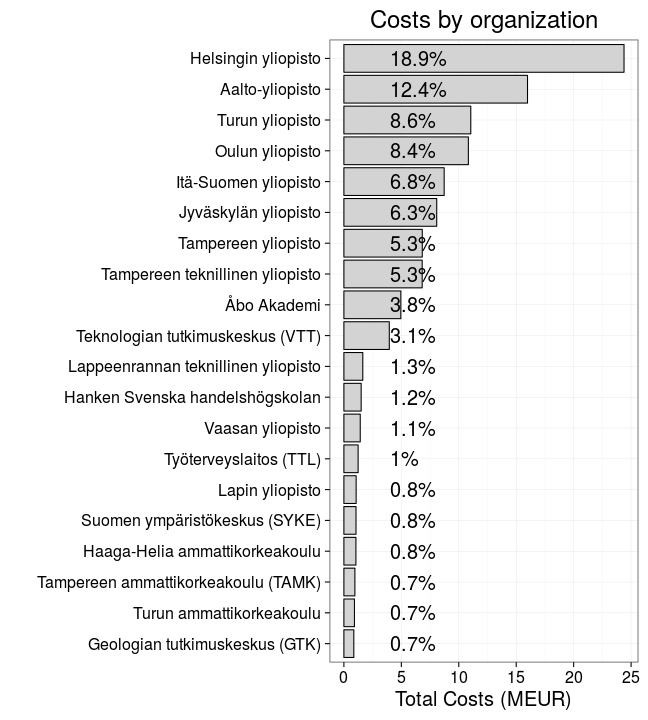 Costs by organization
Helsingin yliopisto 18.9%
Aalto-yliopisto 12.4%
Turun yliopisto 8.6%
Oulun yliopisto 8.4%
Itä-Suomen yliopisto 6.8%
Jyväskylän yliopisto 6.3%
Tampereen yliopisto 5.3%
Tampereen teknillinen yliopisto 5.3%
Åbo Akademi 3.8%
Teknologian tutkimuskeskus (VTT) 3.1%
Lappeenrannan teknillinen yliopisto 1.3%
Hanken Svenska handelshögskolan 1.2%
Vaasan yliopisto 1.1%
Työterveyslaitos (TTL) 1%
Lapin yliopisto 0.8%
Suomen ympäristökeskus (SYKE) 0.8%
Haaga-Helia ammattikorkeakoulu 0.8%
Tampereen ammattikorkeakoulu (TAMK) 0.7%
Turun ammattikorkeakoulu 0.7%
Geologian tutkimuskeskus (GTK) 0.7%
0 5 10 15 20 25
Total Costs (MEUR)